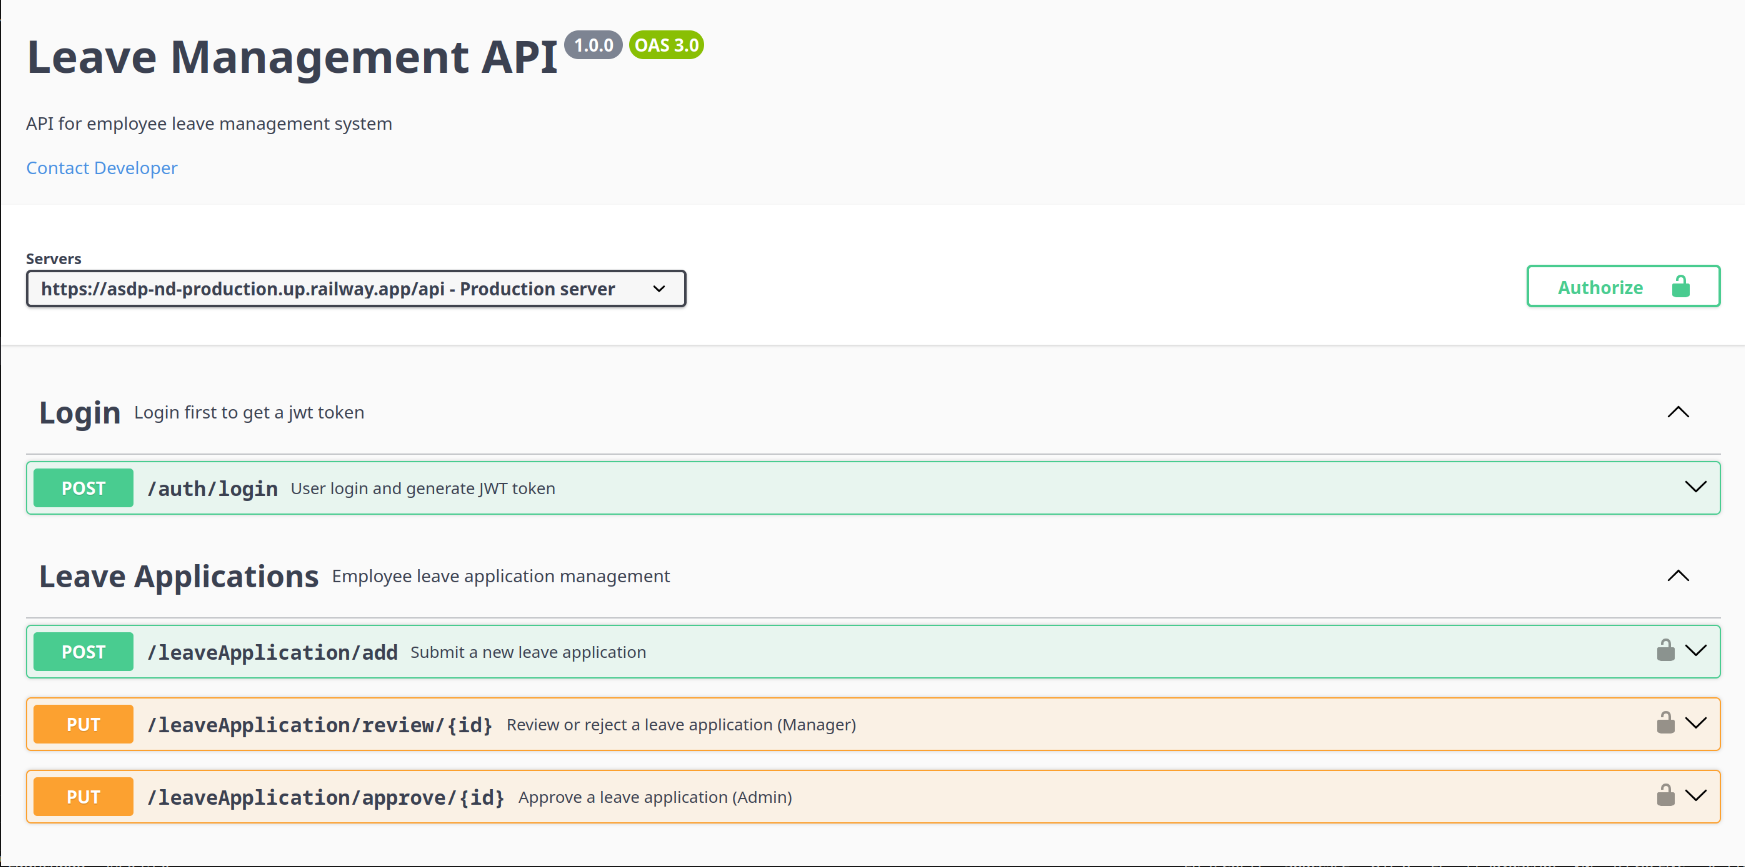 Leave Management API 1.0.0 OAS 3.0
API for employee leave management system
Contact Developer
Servers
https://asdp-nd-production.up.railway.app/api - Production server
Authorize
Login Login first to get a jwt token
POST /auth/login User login and generate JWT token
Leave Applications Employee leave application management
POST /leaveApplication/add Submit a new leave application
PUT /leaveApplication/review/{id} Review or reject a leave application (Manager)
PUT /leaveApplication/approve/{id} Approve a leave application (Admin)